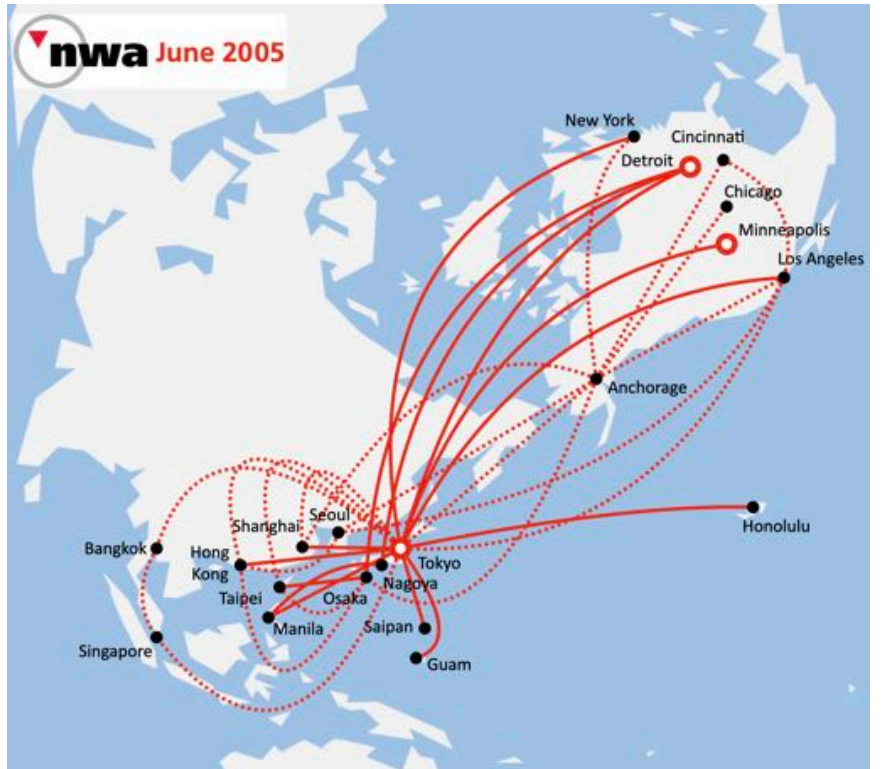 nwa June 2005
New York
Cincinnati
Detroit
Chicago
Minneapolis
Los Angeles
Anchorage
Honolulu
Seoul
Shanghai
Bangkok
Hong
Kong
Tokyo
Nagoya
Taipei
Osaka
Manila
Saipan
Singapore
Guam